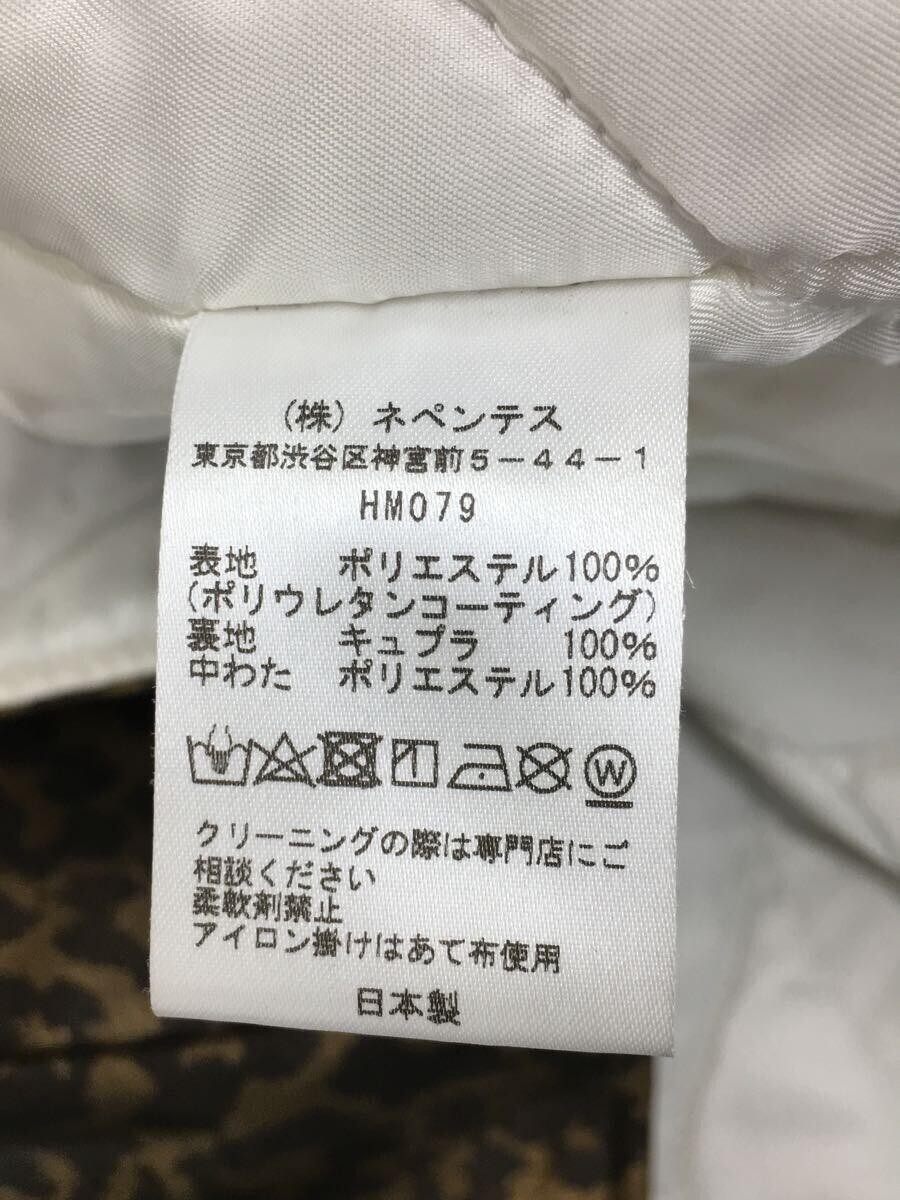 (株) ネペンテス
東京都渋谷区神宮前5-44-1
HM079
表地 ポリエステル100%
(ポリウレタンコーティング)
裏地 キュプラ 100%
中わた ポリエステル100%
W
クリーニングの際は専門店にご
相談ください
柔軟剤禁止
アイロン掛けはあて布使用
日本製